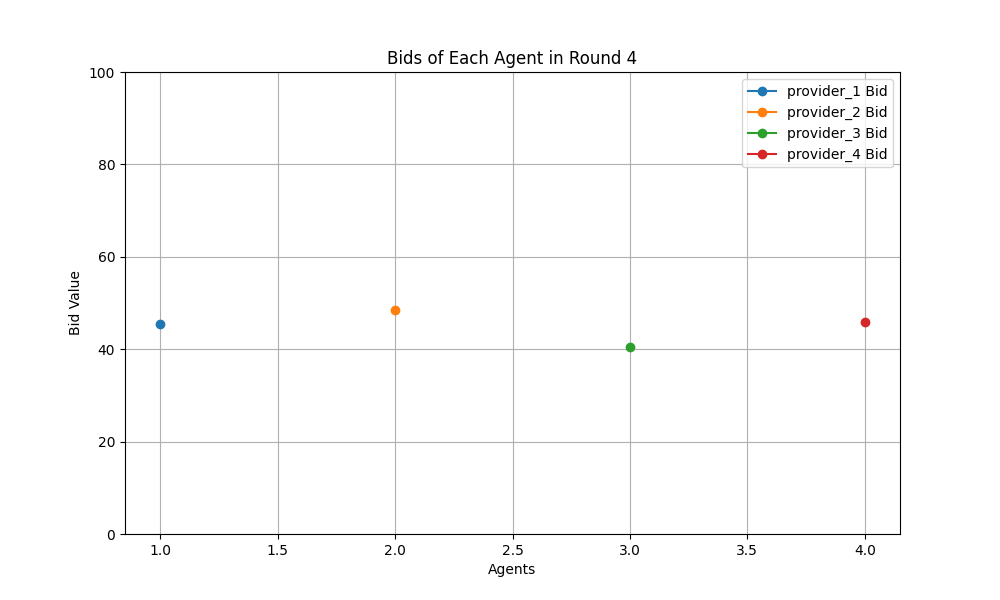 Bids of Each Agent in Round 4
100
80
60
40
20
0
Bid Value
provider_1 Bid
provider_2 Bid
provider_3 Bid
provider_4 Bid
1.0 1.5 2.0 2.5 3.0 3.5 4.0
Agents